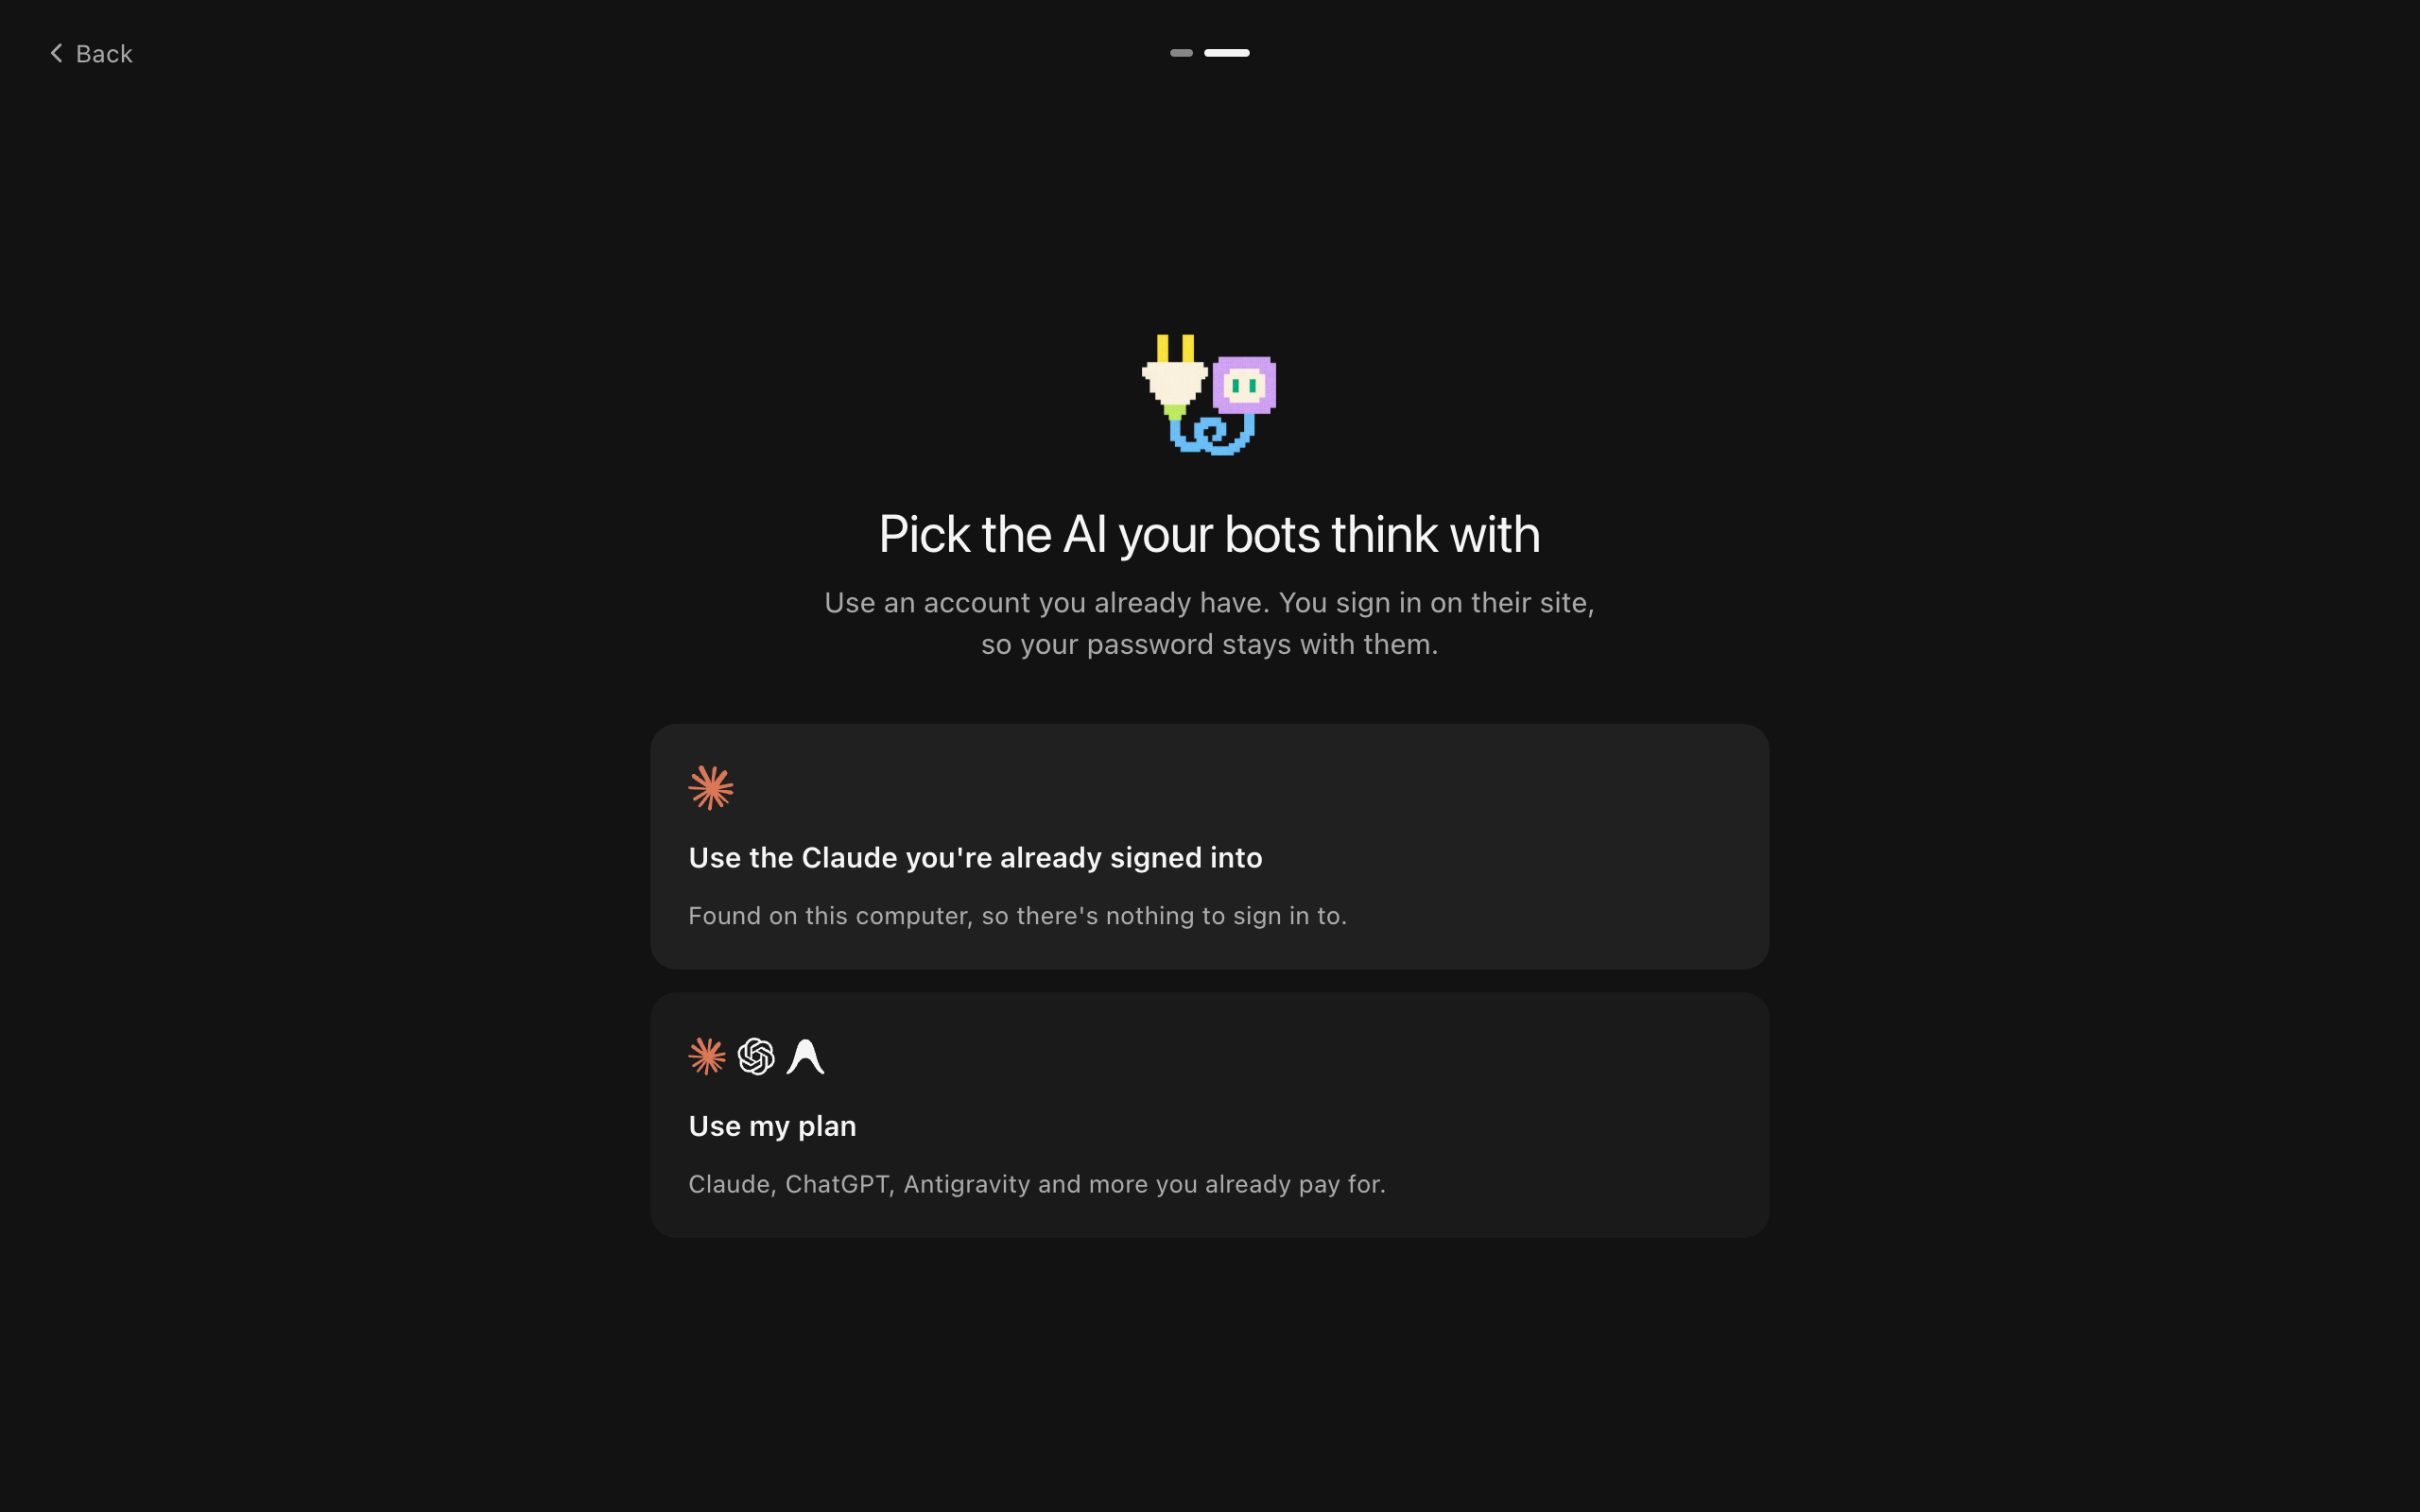 Back
Pick the AI your bots think with
Use an account you already have. You sign in on their site,
so your password stays with them.
Use the Claude you're already signed into
Found on this computer, so there's nothing to sign in to.
Use my plan
Claude, ChatGPT, Antigravity and more you already pay for.